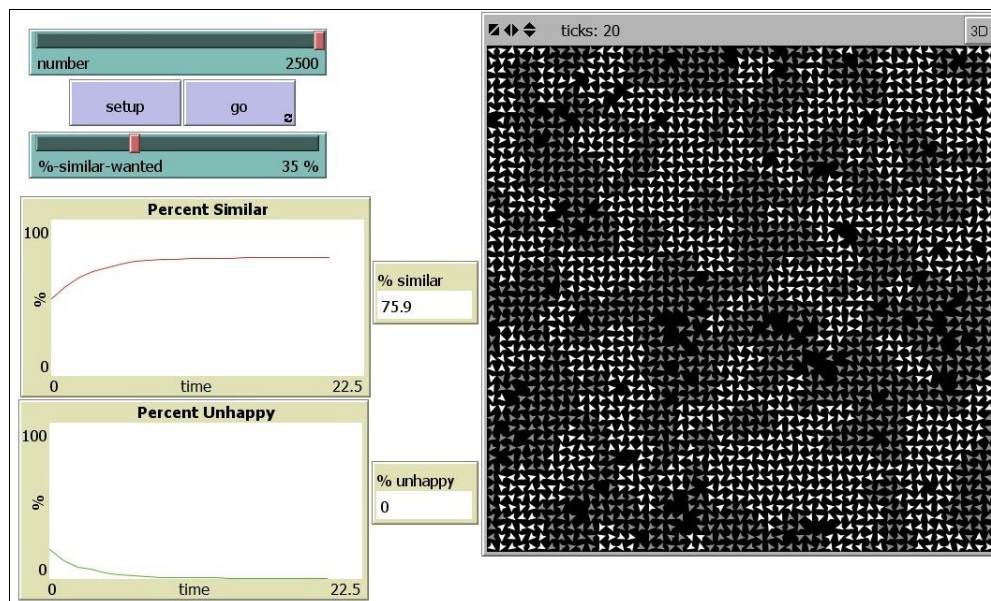 number 2500
setup
go
%-similar-wanted 35 %
Percent Similar
100
%
0
0 time 22.5
% similar
75.9
Percent Unhappy
100
%
0
0 time 22.5
% unhappy
0
ticks: 20
3D